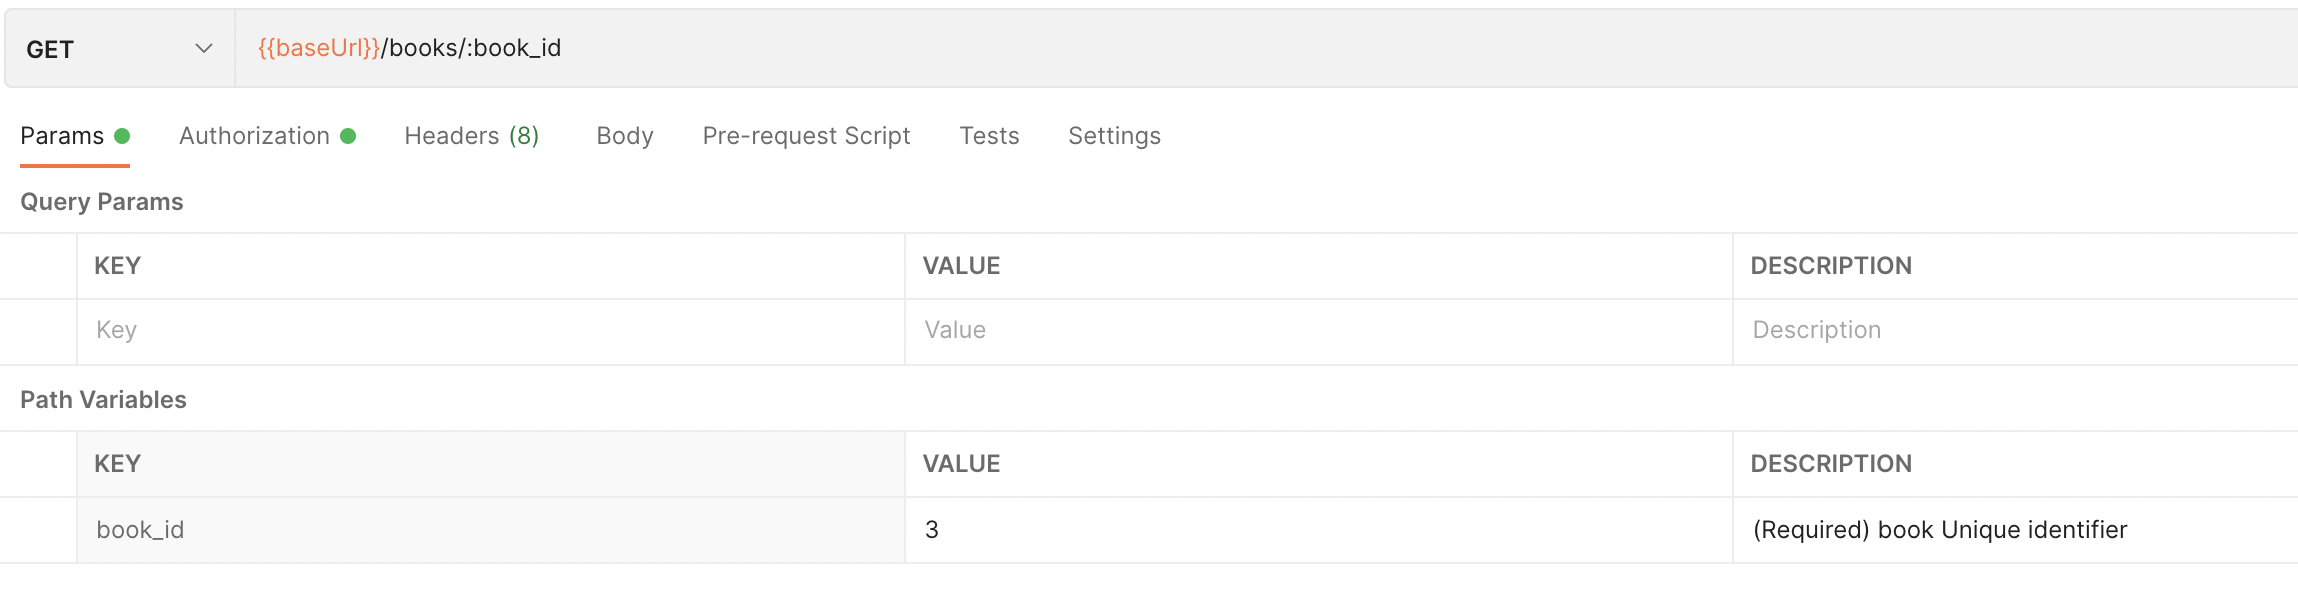 GET {{baseUrl}}/books/:book_id
Params Authorization Headers (8) Body Pre-request Script Tests Settings
Query Params
KEY VALUE DESCRIPTION
Key Value Description
Path Variables
KEY VALUE DESCRIPTION
book_id 3 (Required) book Unique identifier